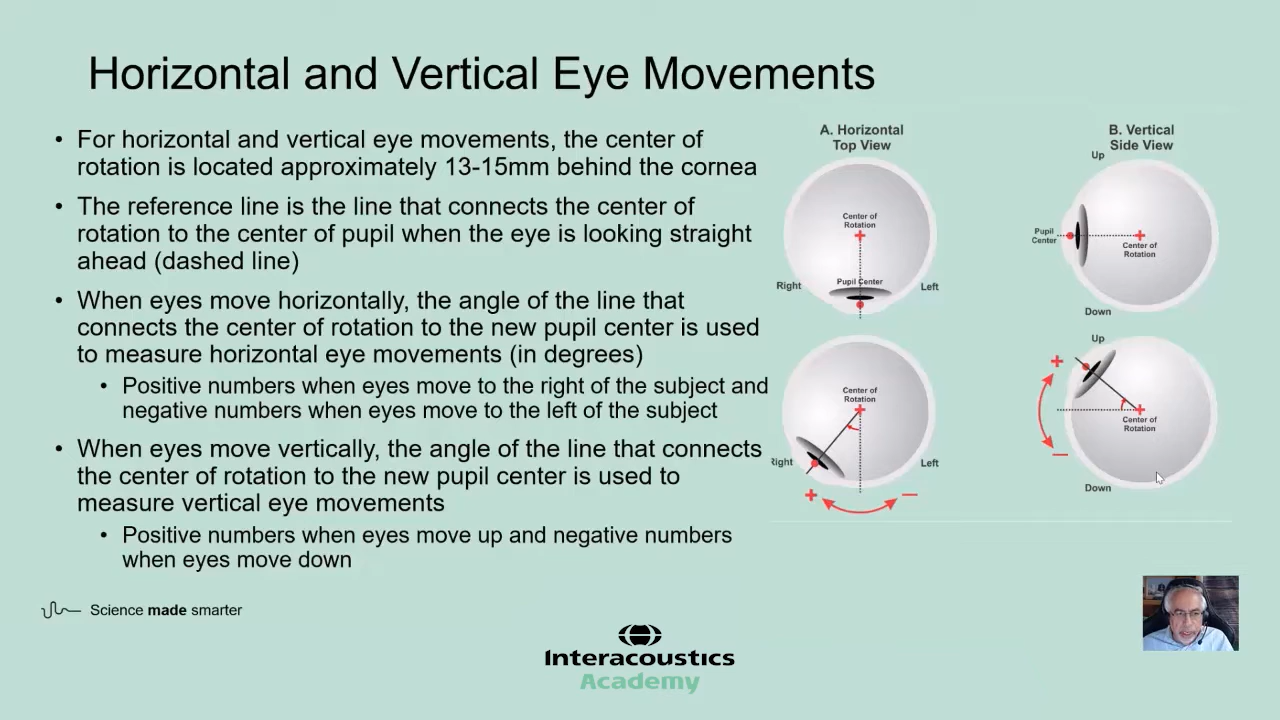 Horizontal and Vertical Eye Movements
• For horizontal and vertical eye movements, the center of
rotation is located approximately 13-15mm behind the cornea
• The reference line is the line that connects the center of
rotation to the center of pupil when the eye is looking straight
ahead (dashed line)
• When eyes move horizontally, the angle of the line that
connects the center of rotation to the new pupil center is used
to measure horizontal eye movements (in degrees)
• Positive numbers when eyes move to the right of the subject and
negative numbers when eyes move to the left of the subject
• When eyes move vertically, the angle of the line that connects
the center of rotation to the new pupil center is used to
measure vertical eye movements
• Positive numbers when eyes move up and negative numbers
when eyes move down
A. Horizontal
Top View
Center of
Rotation
Pupil Center
Right
Left
Center of
Rotation
Right
Left
+
−
B. Vertical
Side View
Up
Pupil
Center
Center of
Rotation
Down
Up
+
Center of
Rotation
−
Down
Science made smarter
Interacoustics
Academy